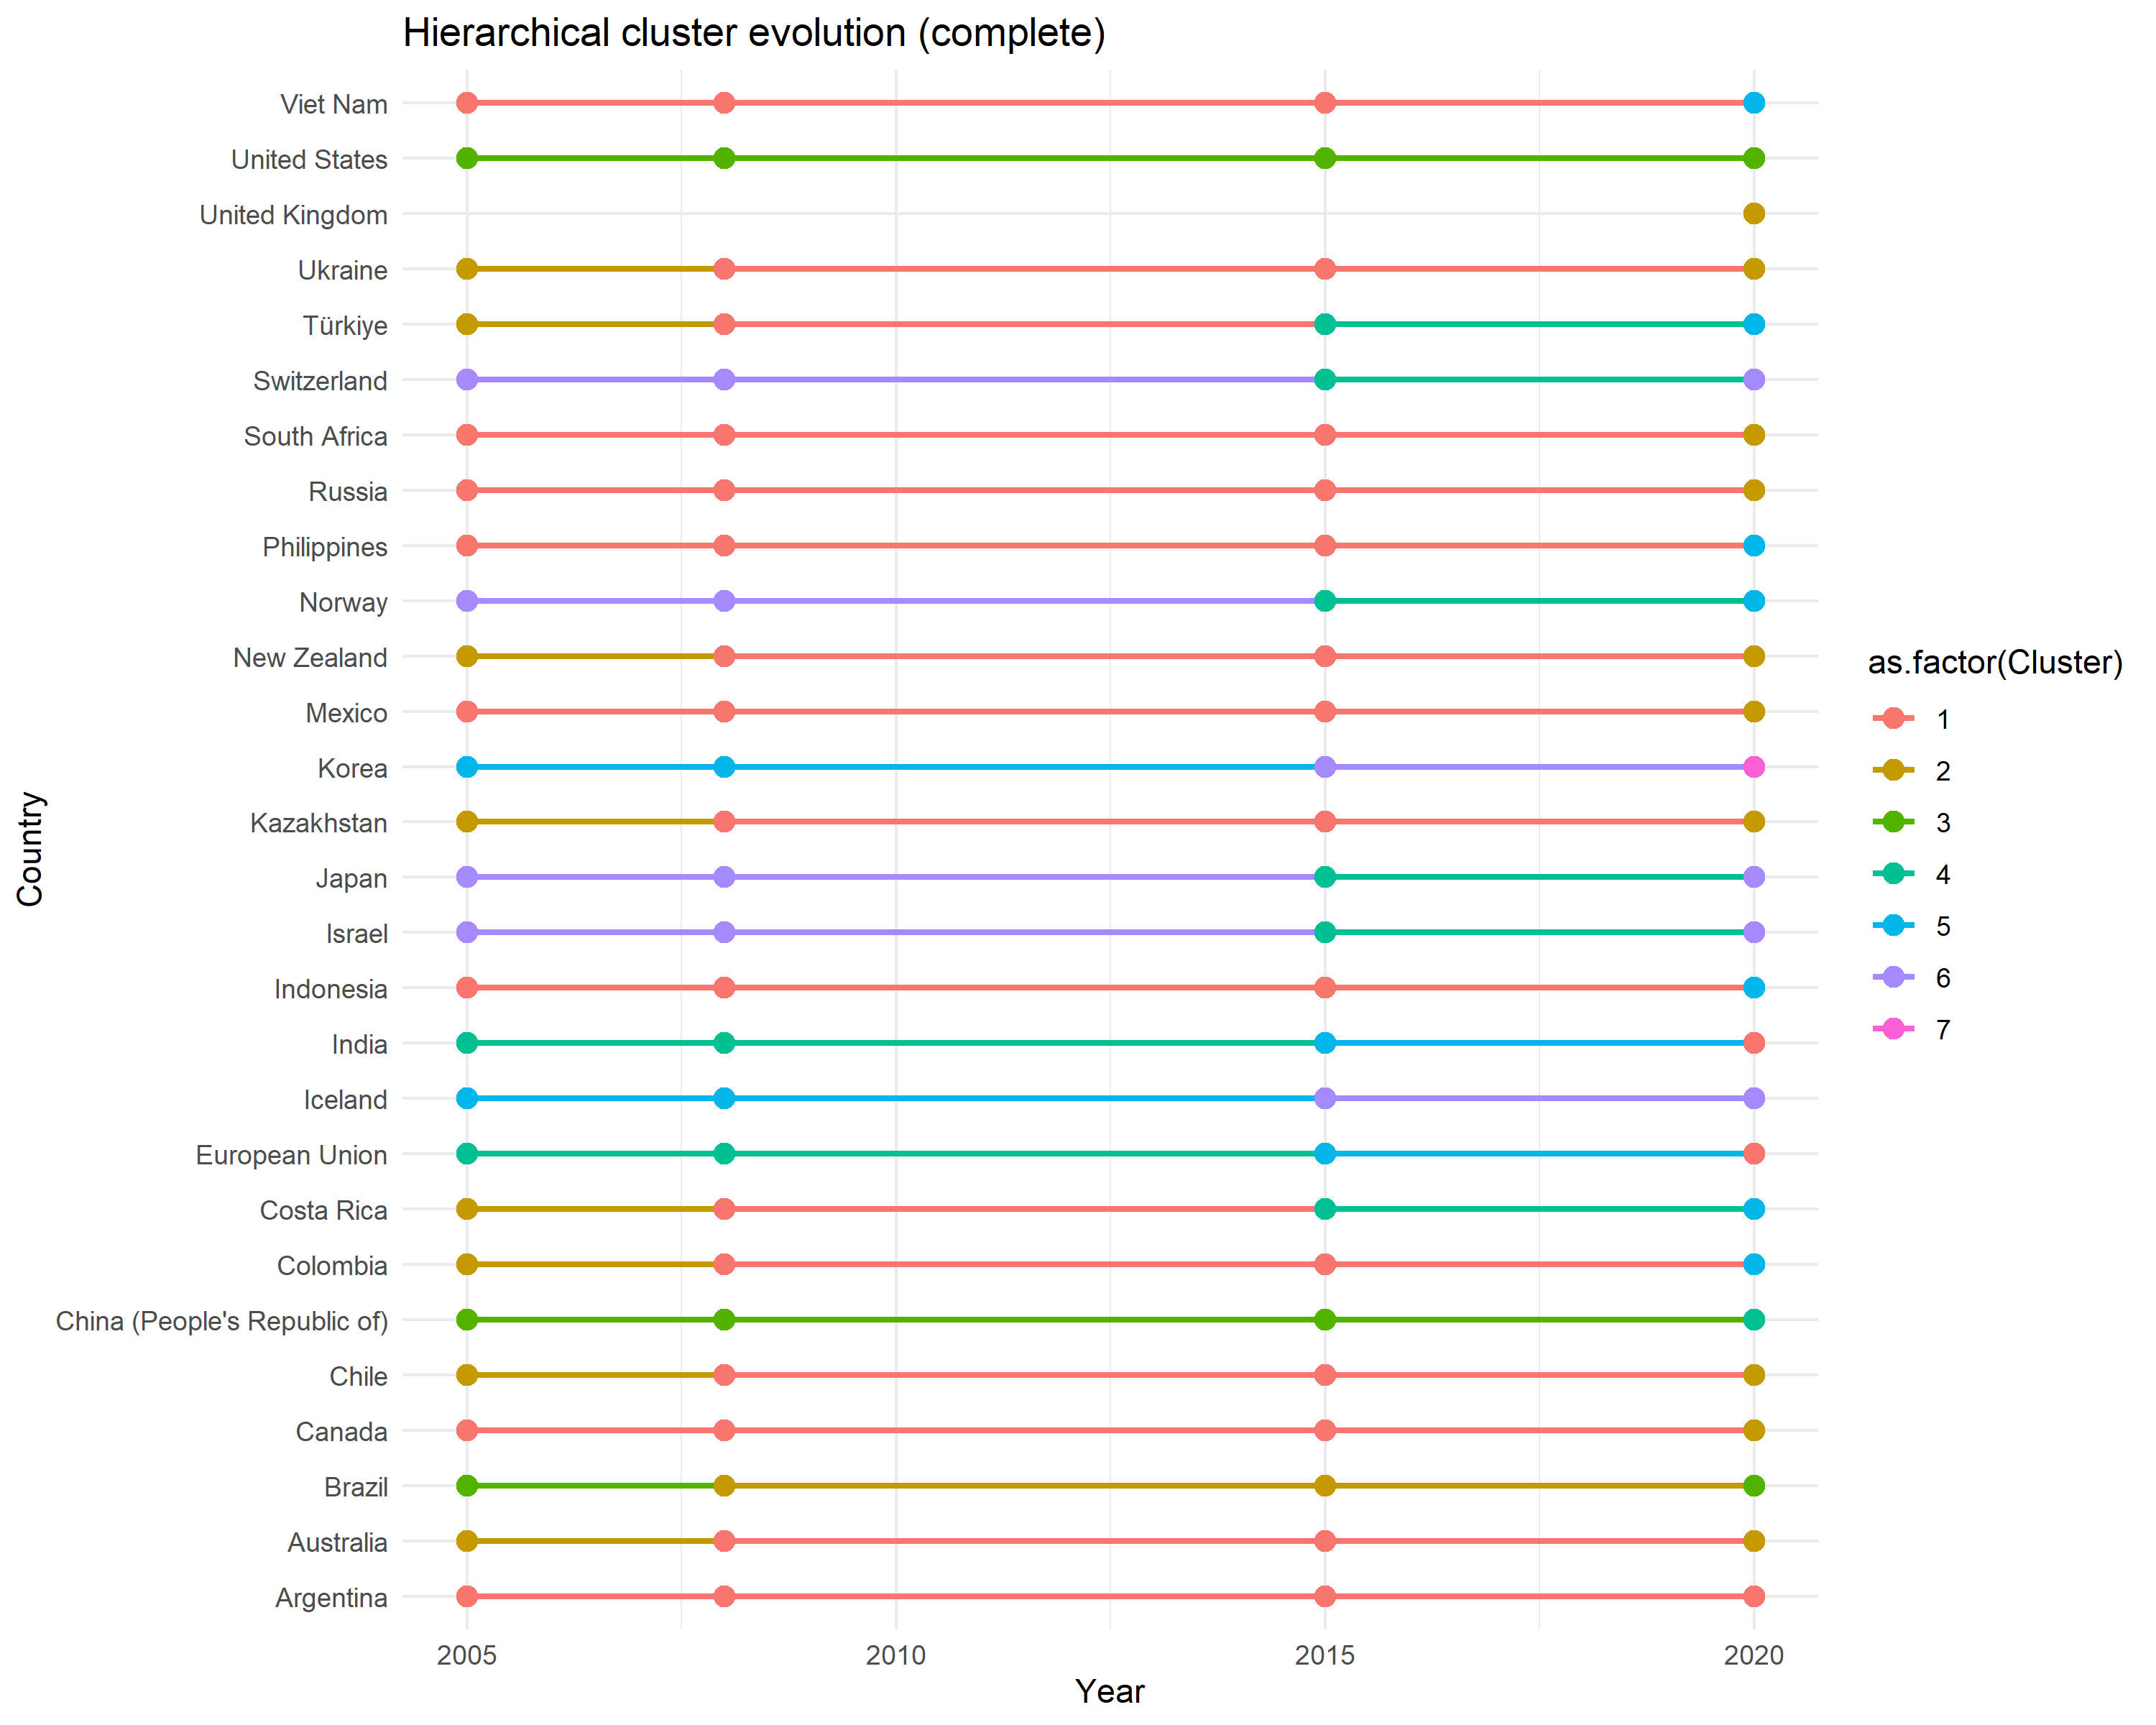 Hierarchical cluster evolution (complete)
Country
Viet Nam
United States
United Kingdom
Ukraine
Türkiye
Switzerland
South Africa
Russia
Philippines
Norway
New Zealand
Mexico
Korea
Kazakhstan
Japan
Israel
Indonesia
India
Iceland
European Union
Costa Rica
Colombia
China (People's Republic of)
Chile
Canada
Brazil
Australia
Argentina
2005 2010 2015 2020
Year
as.factor(Cluster)
1
2
3
4
5
6
7